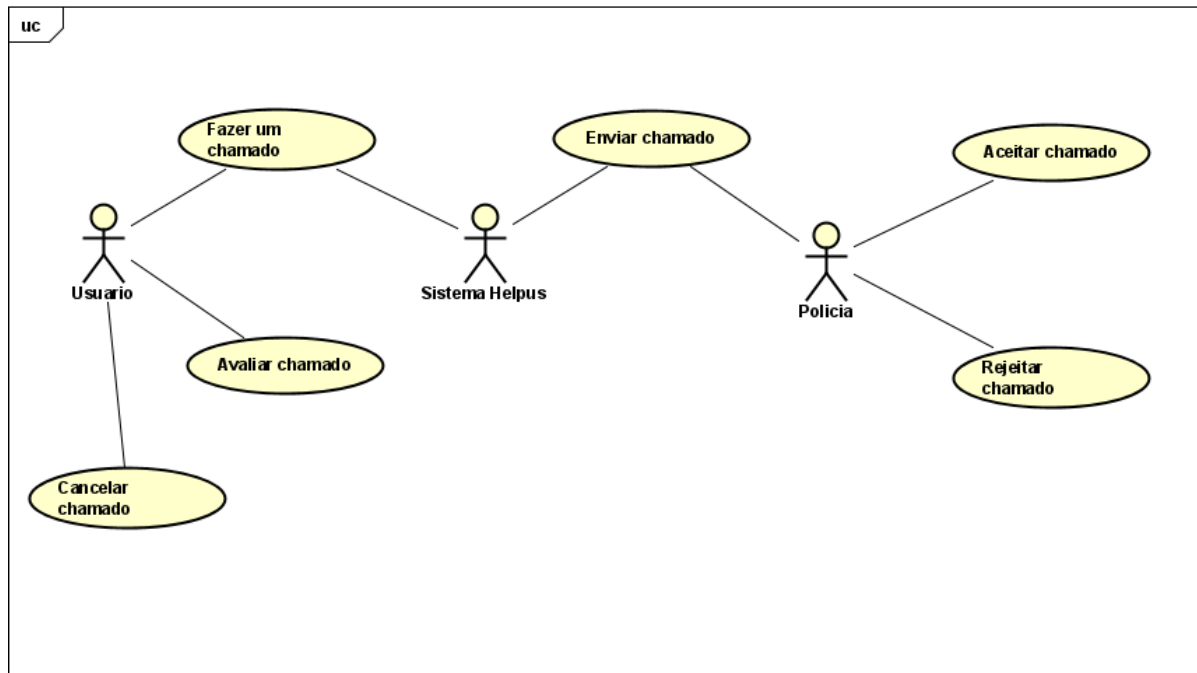 uc
Fazer um
chamado
Enviar chamado
Aceitar chamado
Usuario
Sistema Helpus
Policia
Avaliar chamado
Rejeitar
chamado
Cancelar
chamado